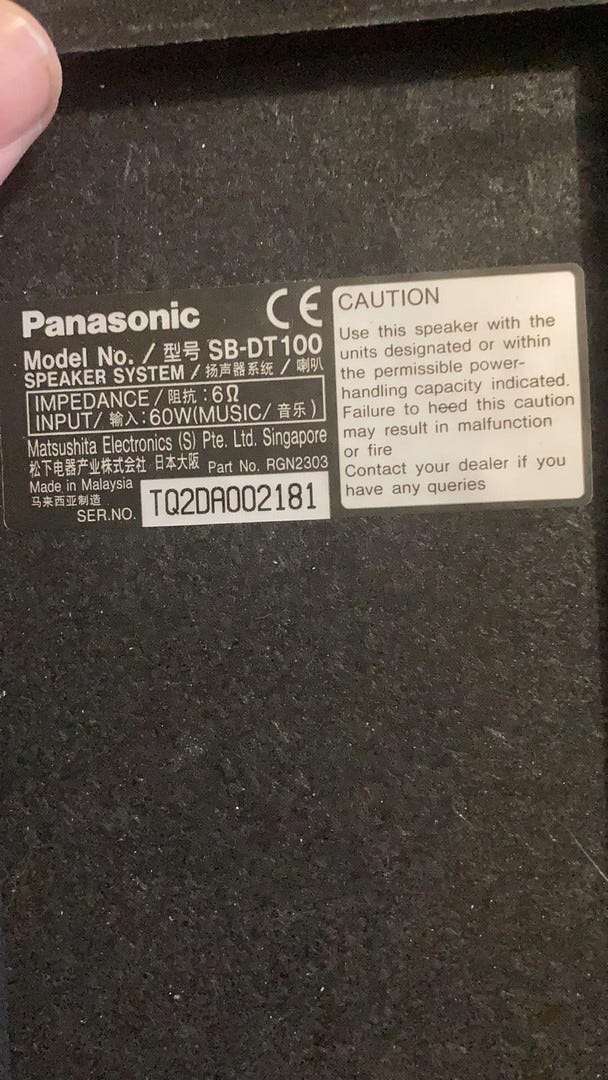 Panasonic CE
Model No. / 型号 SB-DT100
SPEAKER SYSTEM / 扬声器系统 / 喇叭
IMPEDANCE / 阻抗 : 6Ω
INPUT / 输入 : 60W(MUSIC/ 音乐 )
Matsushita Electronics (S) Pte. Ltd. Singapore
松下电器产业株式会社 日本大阪 Part No. RGN2303
Made in Malaysia
马来西亚制造
SER.NO. TQ2DA002181
CAUTION
Use this speaker with the
units designated or within
the permissible power-
handling capacity indicated.
Failure to heed this caution
may result in malfunction
or fire
Contact your dealer if you
have any queries